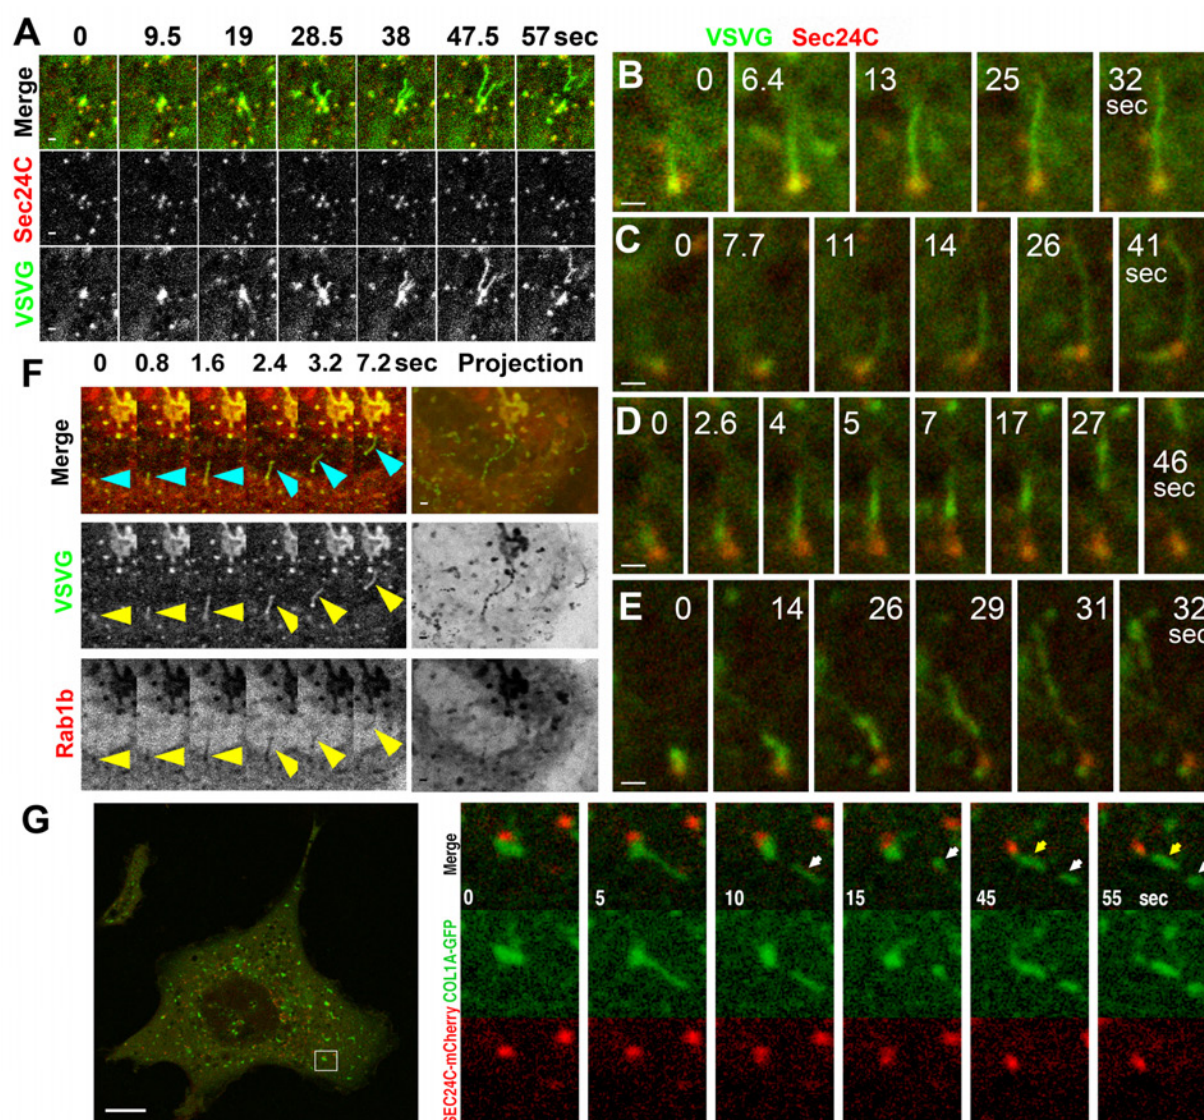 A
0 9.5 19 28.5 38 47.5 57 sec
Merge
Sec24C
VSVG
VSVG Sec24C
B
0 6.4 13 25 32
sec
C
0 7.7 11 14 26 41
sec
D
0 2.6 4 5 7 17 27 46
sec
E
0 14 26 29 31 32
sec
F
0 0.8 1.6 2.4 3.2 7.2 sec Projection
Merge
VSVG
Rab1b
G
Merge
0 5 10 15 45 55 sec
COL1A-GFP
SEC24C-mCherry